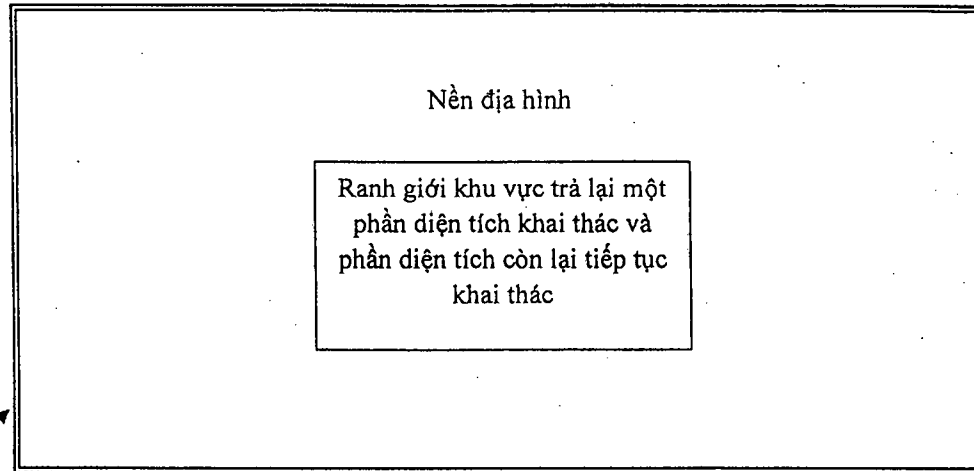 Nền địa hình
Ranh giới khu vực trả lại một
phần diện tích khai thác và
phần diện tích còn lại tiếp tục
khai thác